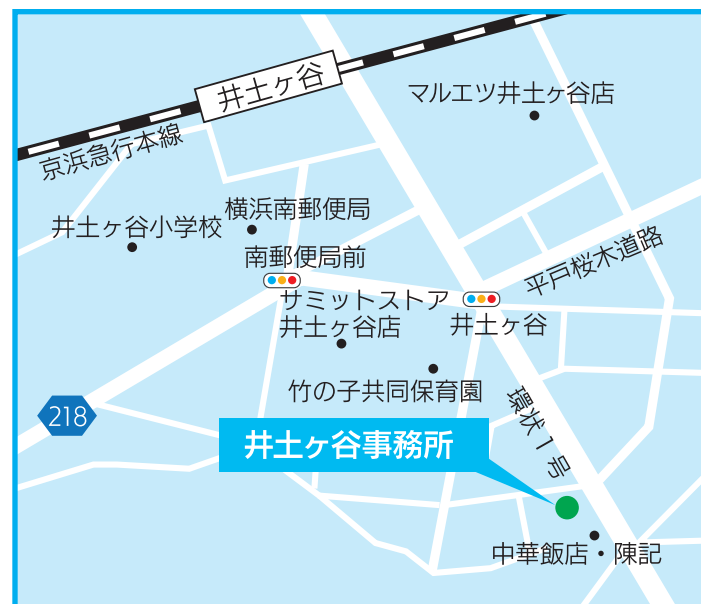 井土ヶ谷
マルエツ井土ヶ谷店
京浜急行本線
横浜南郵便局
井土ヶ谷小学校
南郵便局前
平戸桜木道路
サミットストア
井土ヶ谷店
井土ヶ谷
竹の子共同保育園
環状1号
218
井土ヶ谷事務所
中華飯店・陳記